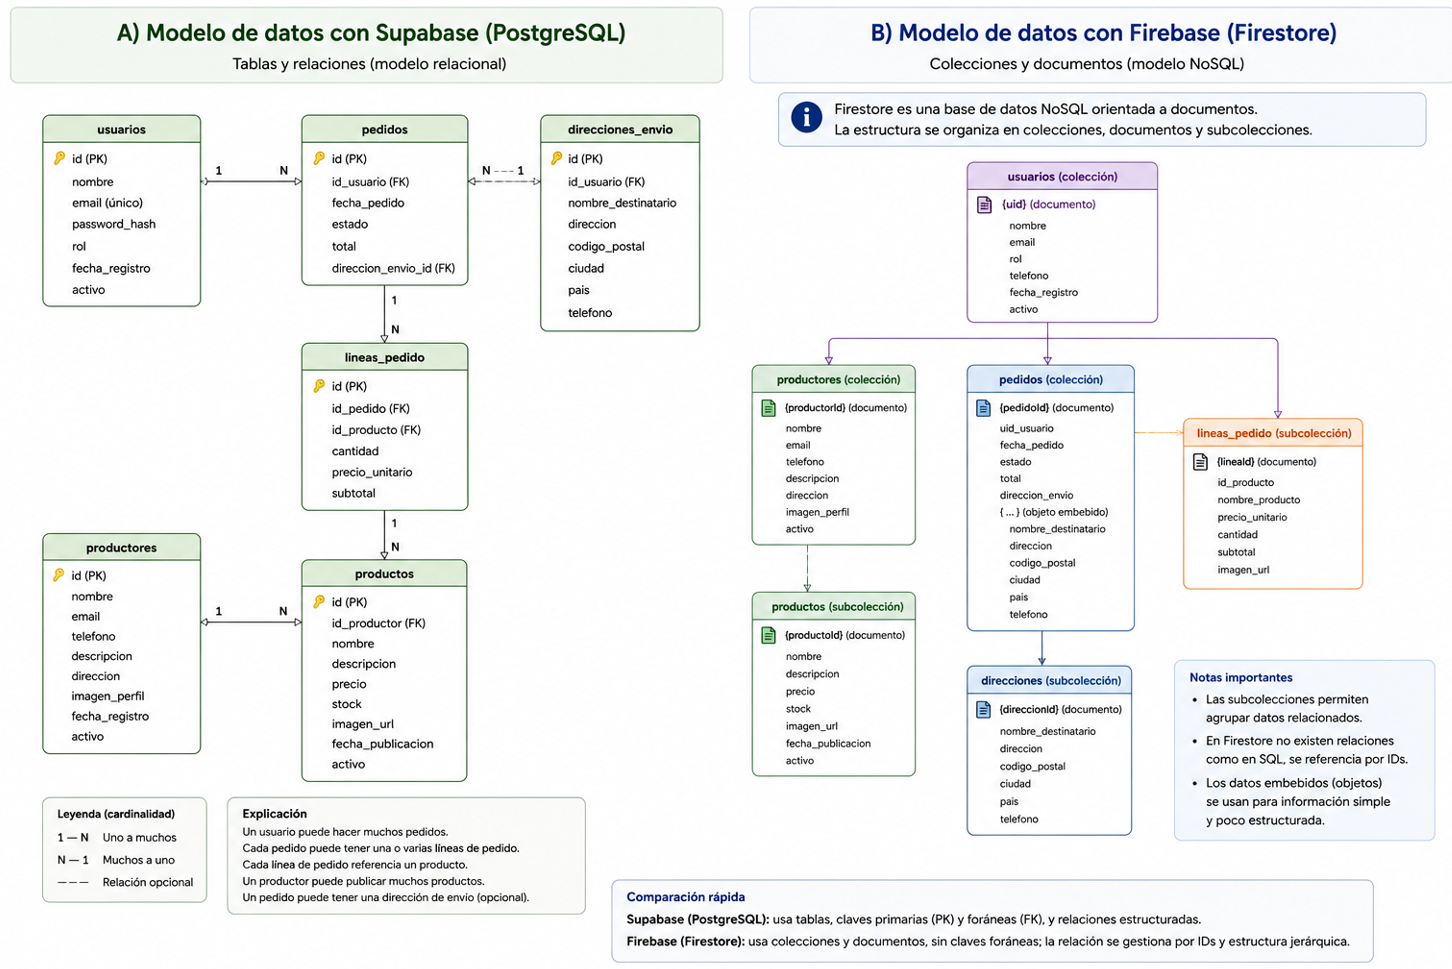 A) Modelo de datos con Supabase (PostgreSQL)
Tablas y relaciones (modelo relacional)
usuarios
id (PK)
nombre
email (único)
password_hash
rol
fecha_registro
activo
1
N
pedidos
id (PK)
id_usuario (FK)
fecha_pedido
estado
total
direccion_envio_id (FK)
N --- 1
direcciones_envio
id (PK)
id_usuario (FK)
nombre_destinatario
direccion
codigo_postal
ciudad
pais
telefono
1
N
lineas_pedido
id (PK)
id_pedido (FK)
id_producto (FK)
cantidad
precio_unitario
subtotal
1
N
productores
id (PK)
nombre
email
telefono
descripcion
direccion
imagen_perfil
fecha_registro
activo
1
N
productos
id (PK)
id_productor (FK)
nombre
descripcion
precio
stock
imagen_url
fecha_publicacion
activo
Leyenda (cardinalidad)
1 — N Uno a muchos
N — 1 Muchos a uno
--- Relación opcional
Explicación
Un usuario puede hacer muchos pedidos.
Cada pedido puede tener una o varias líneas de pedido.
Cada línea de pedido referencia un producto.
Un productor puede publicar muchos productos.
Un pedido puede tener una dirección de envío (opcional).
B) Modelo de datos con Firebase (Firestore)
Colecciones y documentos (modelo NoSQL)
i
Firestore es una base de datos NoSQL orientada a documentos.
La estructura se organiza en colecciones, documentos y subcolecciones.
usuarios (colección)
{uid} (documento)
nombre
email
rol
telefono
fecha_registro
activo
productores (colección)
{productorId} (documento)
nombre
email
telefono
descripcion
direccion
imagen_perfil
activo
productos (subcolección)
{productoId} (documento)
nombre
descripcion
precio
stock
imagen_url
fecha_publicacion
activo
pedidos (colección)
{pedidoId} (documento)
uid_usuario
fecha_pedido
estado
total
direccion_envio
{ ... } (objeto embebido)
nombre_destinatario
direccion
codigo_postal
ciudad
pais
telefono
direcciones (subcolección)
{direccionId} (documento)
nombre_destinatario
direccion
codigo_postal
ciudad
pais
telefono
lineas_pedido (subcolección)
{lineaId} (documento)
id_producto
nombre_producto
precio_unitario
cantidad
subtotal
imagen_url
Notas importantes
• Las subcolecciones permiten
agrupar datos relacionados.
• En Firestore no existen relaciones
como en SQL, se referencia por IDs.
• Los datos embebidos (objetos)
se usan para información simple
y poco estructurada.
Comparación rápida
Supabase (PostgreSQL): usa tablas, claves primarias (PK) y foráneas (FK), y relaciones estructuradas.
Firebase (Firestore): usa colecciones y documentos, sin claves foráneas; la relación se gestiona por IDs y estructura jerárquica.